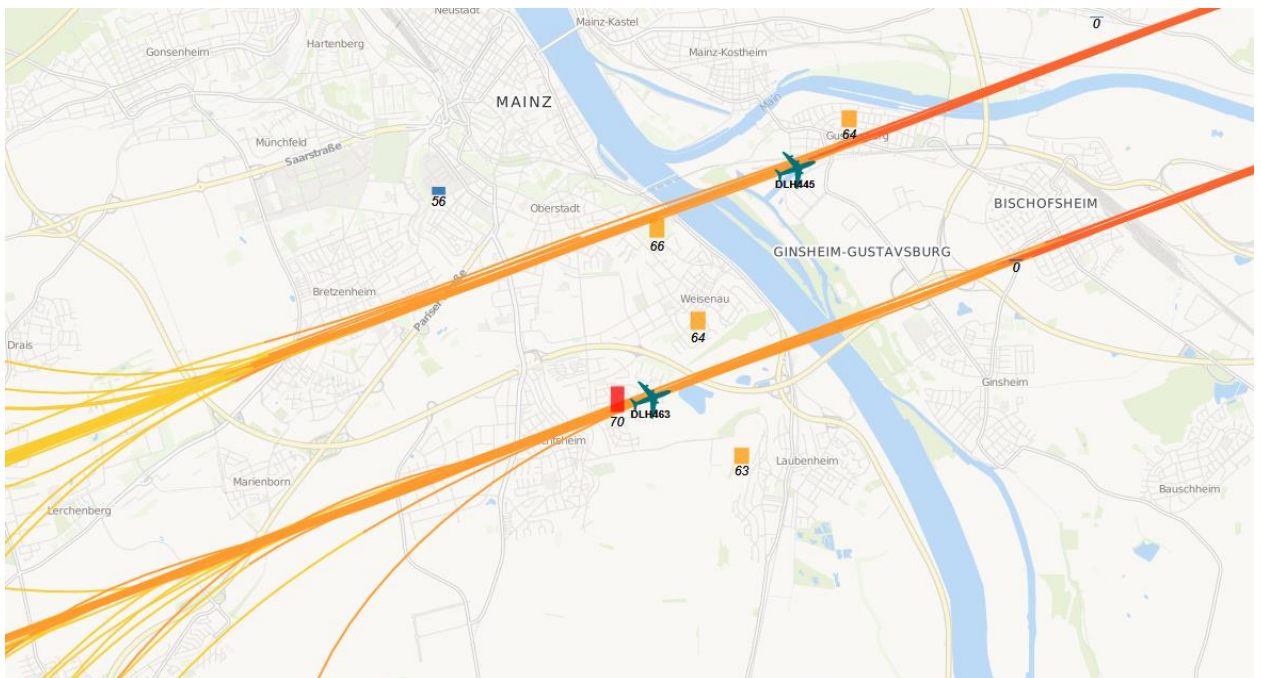 Neustadt
Mainz-Kastel
0
Hartenberg
Gonsenheim
Mainz-Kostheim
MAINZ
Main
64
Münchfeld
Saarstraße
DLH445
56
Oberstadt
BISCHOFSHEIM
66
GINSHEIM-GUSTAVSBURG
0
Bretzenheim
Weisenau
Drais
64
Ginsheim
DLH463
70
63
Laubenheim
Marienborn
Bauschheim
Lerchenberg